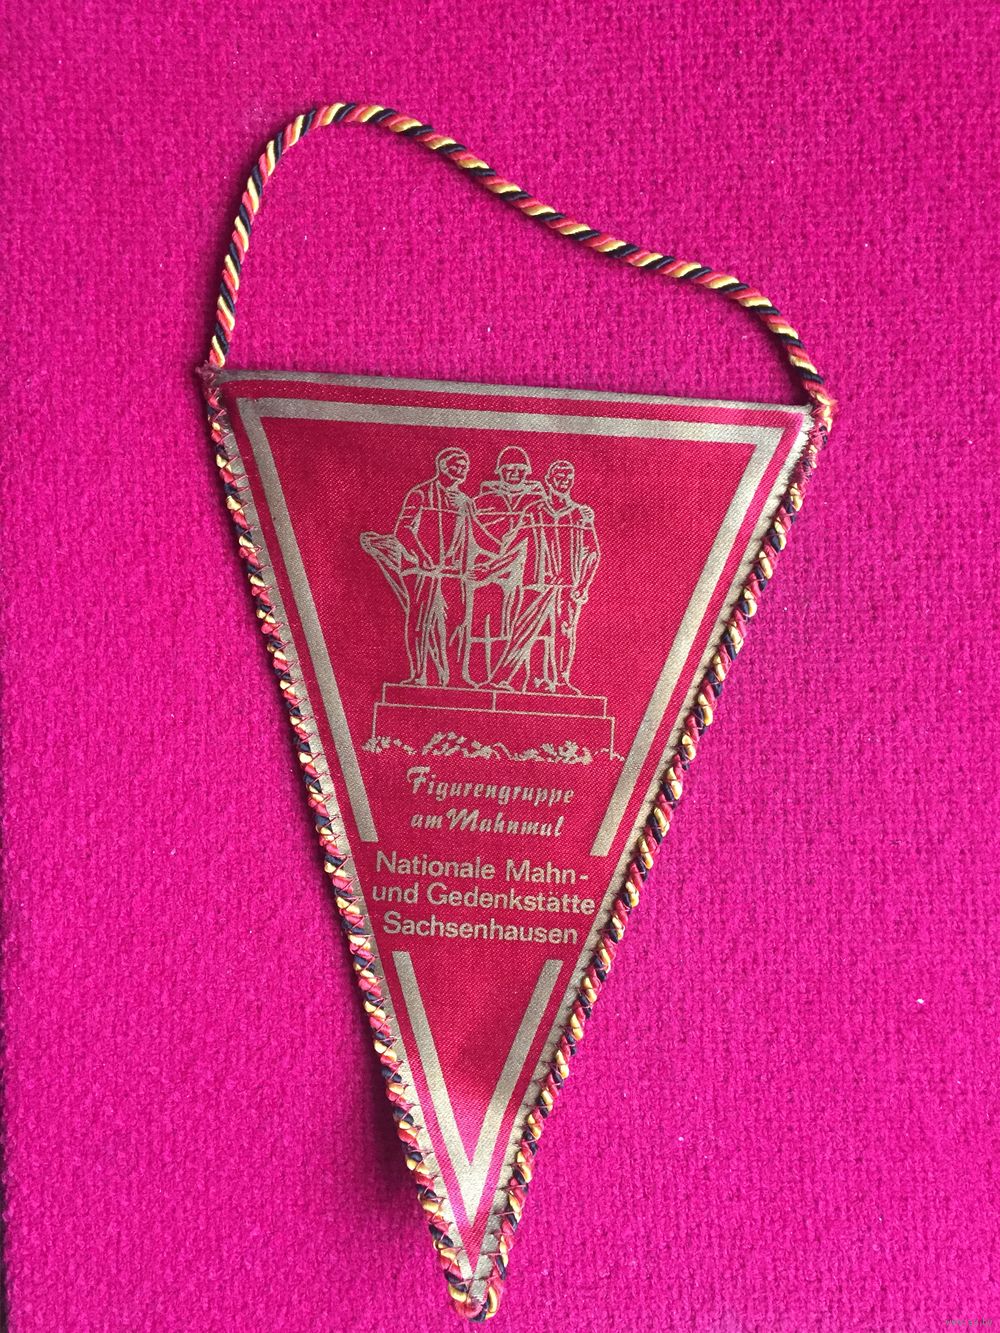 Figurengruppe
am Mahnmal
Nationale Mahn-
und Gedenkstätte
Sachsenhausen